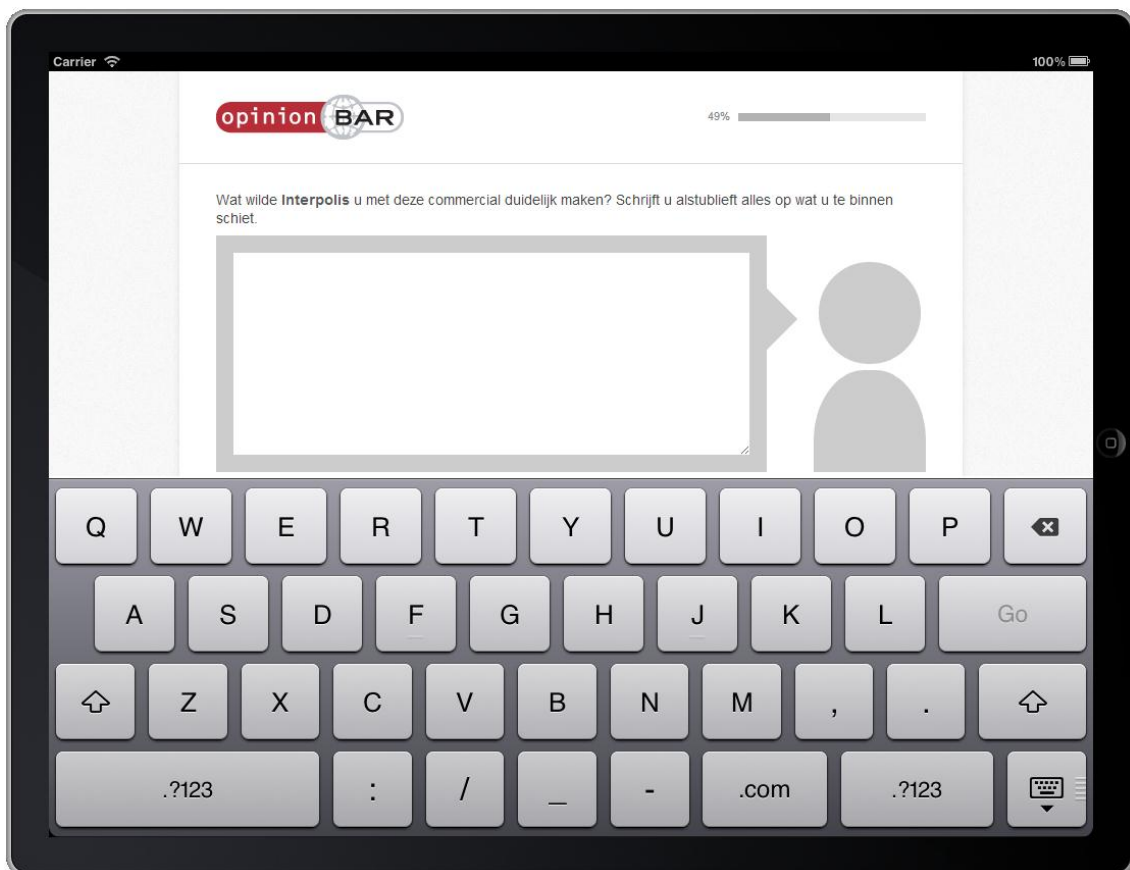 Carrier 100%
opinion BAR
49%
Wat wilde Interpolis u met deze commercial duidelijk maken? Schrijft u alstublieft alles op wat u te binnen
schiet.
Q W E R T Y U I O P
A S D F G H J K L Go
Z X C V B N M , .
.?123 : / _ - .com .?123